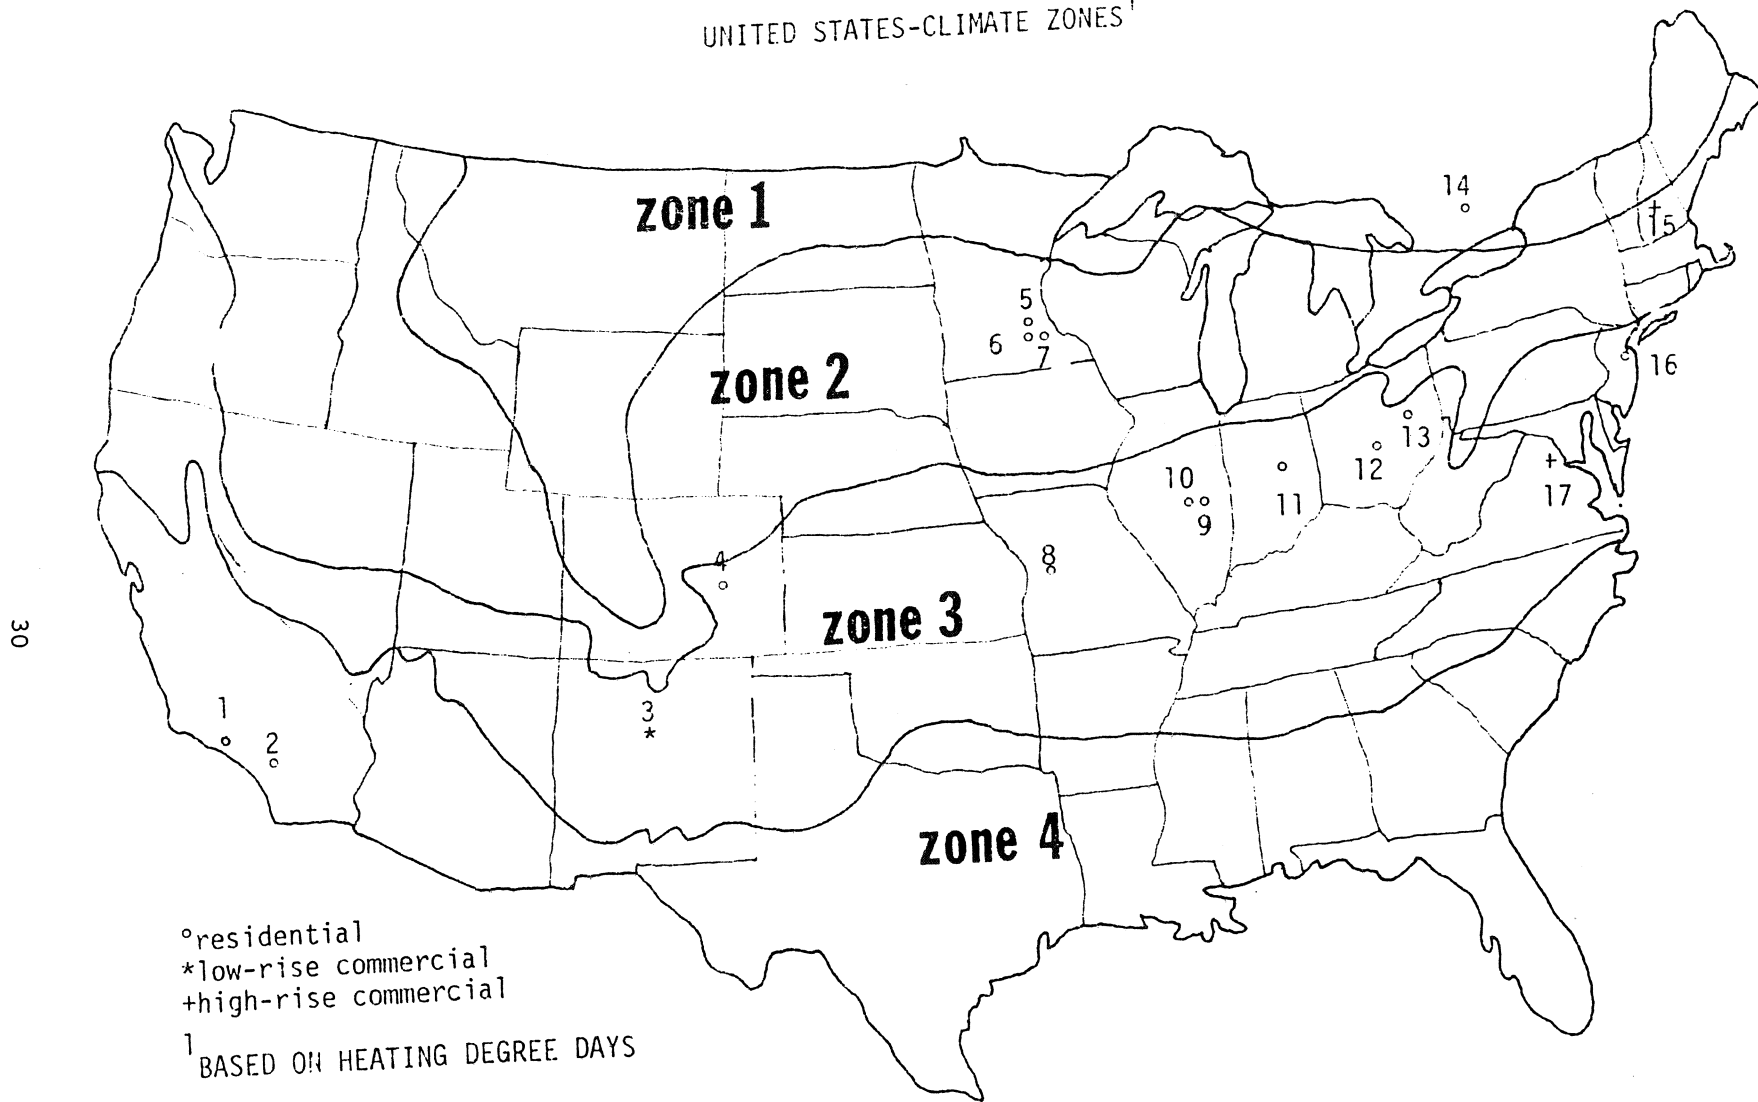 UNITED STATES-CLIMATE ZONES¹
14
zone 1
15
5
6
7
16
zone 2
13
12
10
11
9
17
4
8
zone 3
30
1
2
3
*
zone 4
°residential
*low-rise commercial
+high-rise commercial
¹BASED ON HEATING DEGREE DAYS